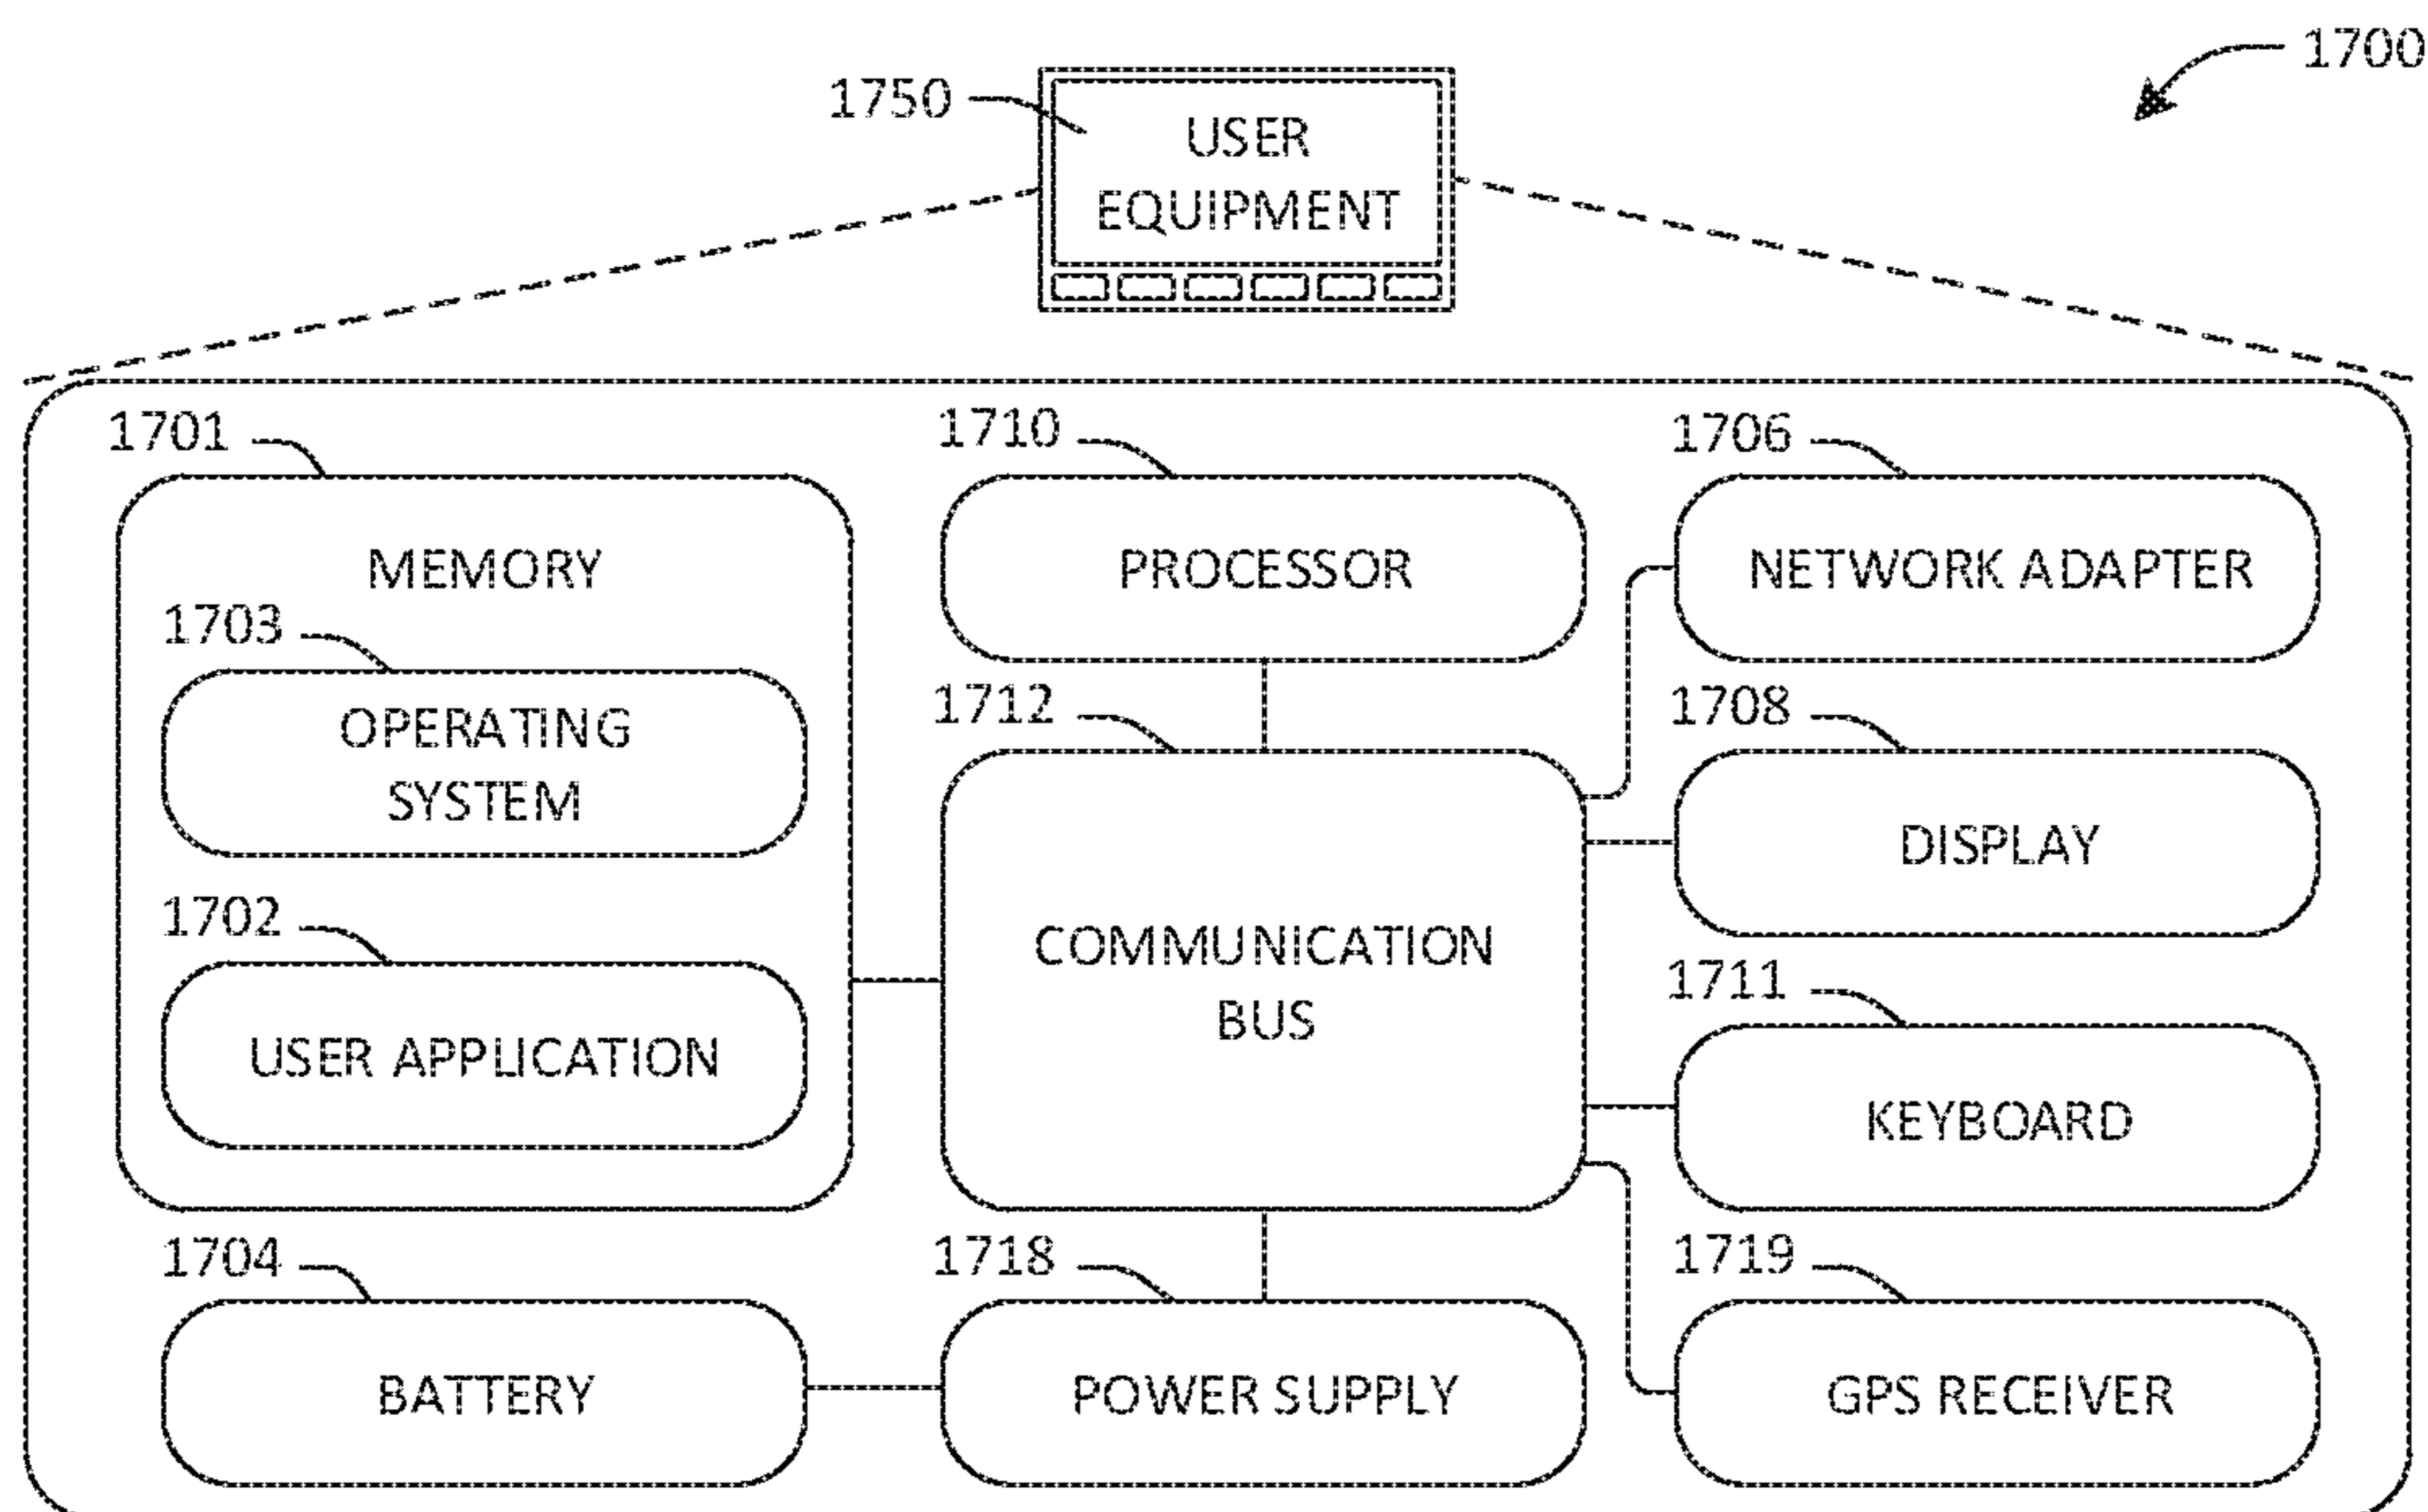 1700
1750
USER
EQUIPMENT
1701
1710
1706
MEMORY
PROCESSOR
NETWORK ADAPTER
1703
OPERATING
SYSTEM
1712
1708
DISPLAY
1702
USER APPLICATION
COMMUNICATION
BUS
1711
KEYBOARD
1704
1718
1719
BATTERY
POWER SUPPLY
GPS RECEIVER